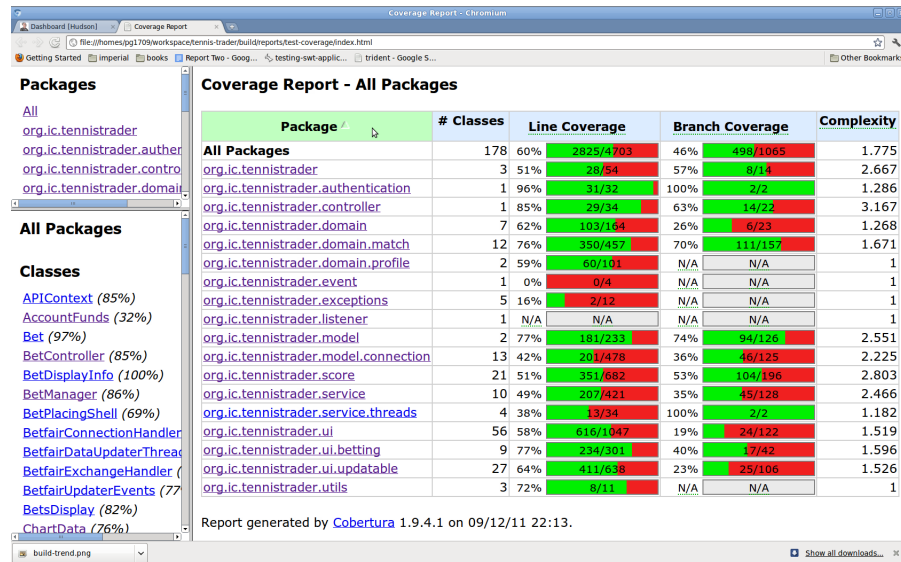 Coverage Report - Chromium
Dashboard [Hudson]
Coverage Report
file:///homes/pg1709/workspace/tennis-trader/build/reports/test-coverage/index.html
Getting Started imperial books Report Two - Goog... testing-swt-applic... trident - Google S... Other Bookmarks
Packages
All
org.ic.tennistrader
org.ic.tennistrader.authen
org.ic.tennistrader.contro
org.ic.tennistrader.domain
All Packages
Classes
APIContext (85%)
AccountFunds (32%)
Bet (97%)
BetController (85%)
BetDisplayInfo (100%)
BetManager (86%)
BetPlacingShell (69%)
BetfairConnectionHandler
BetfairDataUpdaterThread
BetfairExchangeHandler (
BetfairUpdaterEvents (77
BetsDisplay (82%)
ChartData (76%)
Coverage Report - All Packages
Package # Classes Line Coverage Branch Coverage Complexity
All Packages 178 60% 2825/4703 46% 498/1065 1.775
org.ic.tennistrader 3 51% 28/54 57% 8/14 2.667
org.ic.tennistrader.authentication 1 96% 31/32 100% 2/2 1.286
org.ic.tennistrader.controller 1 85% 29/34 63% 14/22 3.167
org.ic.tennistrader.domain 7 62% 103/164 26% 6/23 1.268
org.ic.tennistrader.domain.match 12 76% 350/457 70% 111/157 1.671
org.ic.tennistrader.domain.profile 2 59% 60/101 N/A N/A 1
org.ic.tennistrader.event 1 0% 0/4 N/A N/A 1
org.ic.tennistrader.exceptions 5 16% 2/12 N/A N/A 1
org.ic.tennistrader.listener 1 N/A N/A N/A N/A 1
org.ic.tennistrader.model 2 77% 181/233 74% 94/126 2.551
org.ic.tennistrader.model.connection 13 42% 201/478 36% 46/125 2.225
org.ic.tennistrader.score 21 51% 351/682 53% 104/196 2.803
org.ic.tennistrader.service 10 49% 207/421 35% 45/128 2.466
org.ic.tennistrader.service.threads 4 38% 13/34 100% 2/2 1.182
org.ic.tennistrader.ui 56 58% 616/1047 19% 24/122 1.519
org.ic.tennistrader.ui.betting 9 77% 234/301 40% 17/42 1.596
org.ic.tennistrader.ui.updatable 27 64% 411/638 23% 25/106 1.526
org.ic.tennistrader.utils 3 72% 8/11 N/A N/A 1
Report generated by Cobertura 1.9.4.1 on 09/12/11 22:13.
build-trend.png
Show all downloads...